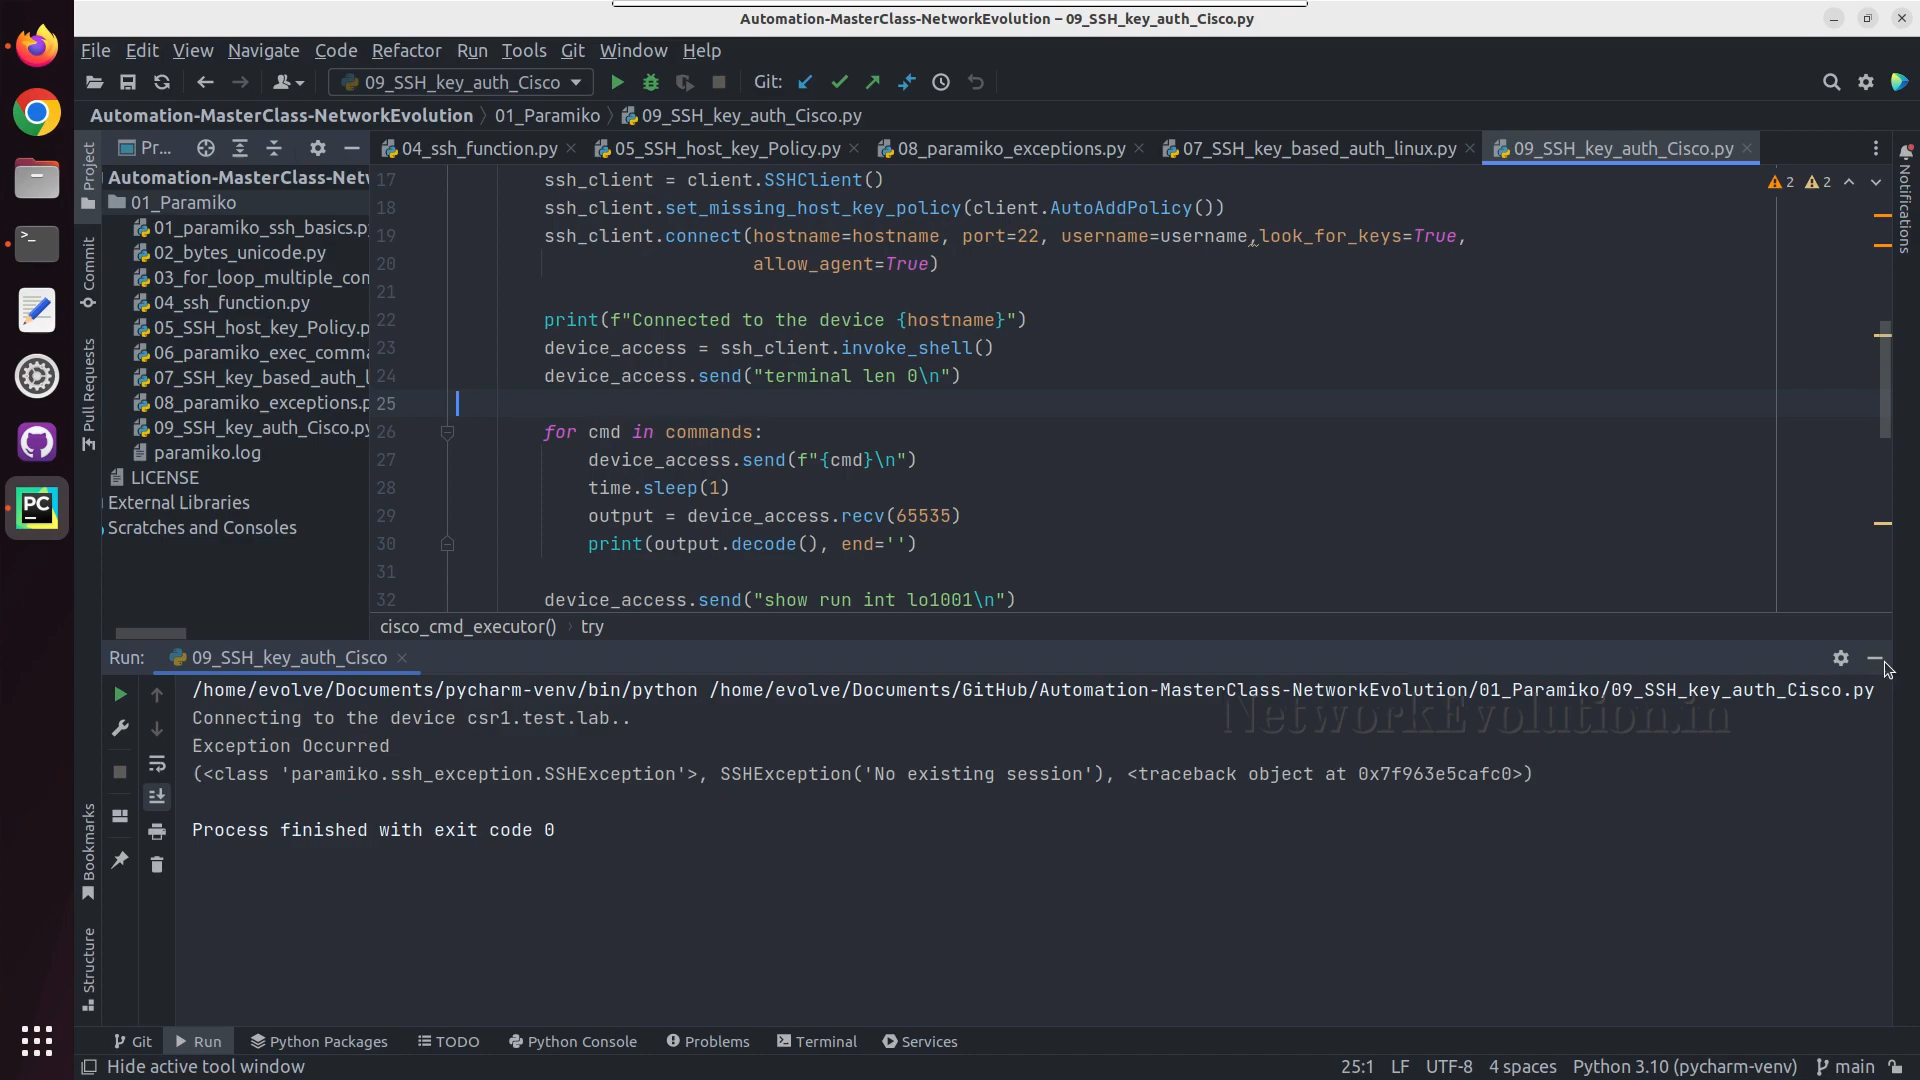 Automation-MasterClass-NetworkEvolution – 09_SSH_key_auth_Cisco.py
File Edit View Navigate Code Refactor Run Tools Git Window Help
09_SSH_key_auth_Cisco Git:
Automation-MasterClass-NetworkEvolution 01_Paramiko 09_SSH_key_auth_Cisco.py
Project
Commit
Pull Requests
Bookmarks
Structure
Notifications
Pr...
Automation-MasterClass-Netw
01_Paramiko
01_paramiko_ssh_basics.p
02_bytes_unicode.py
03_for_loop_multiple_con
04_ssh_function.py
05_SSH_host_key_Policy.p
06_paramiko_exec_comma
07_SSH_key_based_auth_l
08_paramiko_exceptions.p
09_SSH_key_auth_Cisco.py
paramiko.log
LICENSE
External Libraries
Scratches and Consoles
04_ssh_function.py 05_SSH_host_key_Policy.py 08_paramiko_exceptions.py 07_SSH_key_based_auth_linux.py 09_SSH_key_auth_Cisco.py
2 2
17 ssh_client = client.SSHClient()
18 ssh_client.set_missing_host_key_policy(client.AutoAddPolicy())
19 ssh_client.connect(hostname=hostname, port=22, username=username,look_for_keys=True,
20 allow_agent=True)
21
22 print(f"Connected to the device {hostname}")
23 device_access = ssh_client.invoke_shell()
24 device_access.send("terminal len 0\n")
25
26 for cmd in commands:
27 device_access.send(f"{cmd}\n")
28 time.sleep(1)
29 output = device_access.recv(65535)
30 print(output.decode(), end='')
31
32 device_access.send("show run int lo1001\n")
cisco_cmd_executor() try
Run: 09_SSH_key_auth_Cisco
/home/evolve/Documents/pycharm-venv/bin/python /home/evolve/Documents/GitHub/Automation-MasterClass-NetworkEvolution/01_Paramiko/09_SSH_key_auth_Cisco.py
Connecting to the device csr1.test.lab..
NetworkEvolution.in
Exception Occurred
(<class 'paramiko.ssh_exception.SSHException'>, SSHException('No existing session'), <traceback object at 0x7f963e5cafc0>)
Process finished with exit code 0
Git Run Python Packages TODO Python Console Problems Terminal Services
Hide active tool window 25:1 LF UTF-8 4 spaces Python 3.10 (pycharm-venv) main